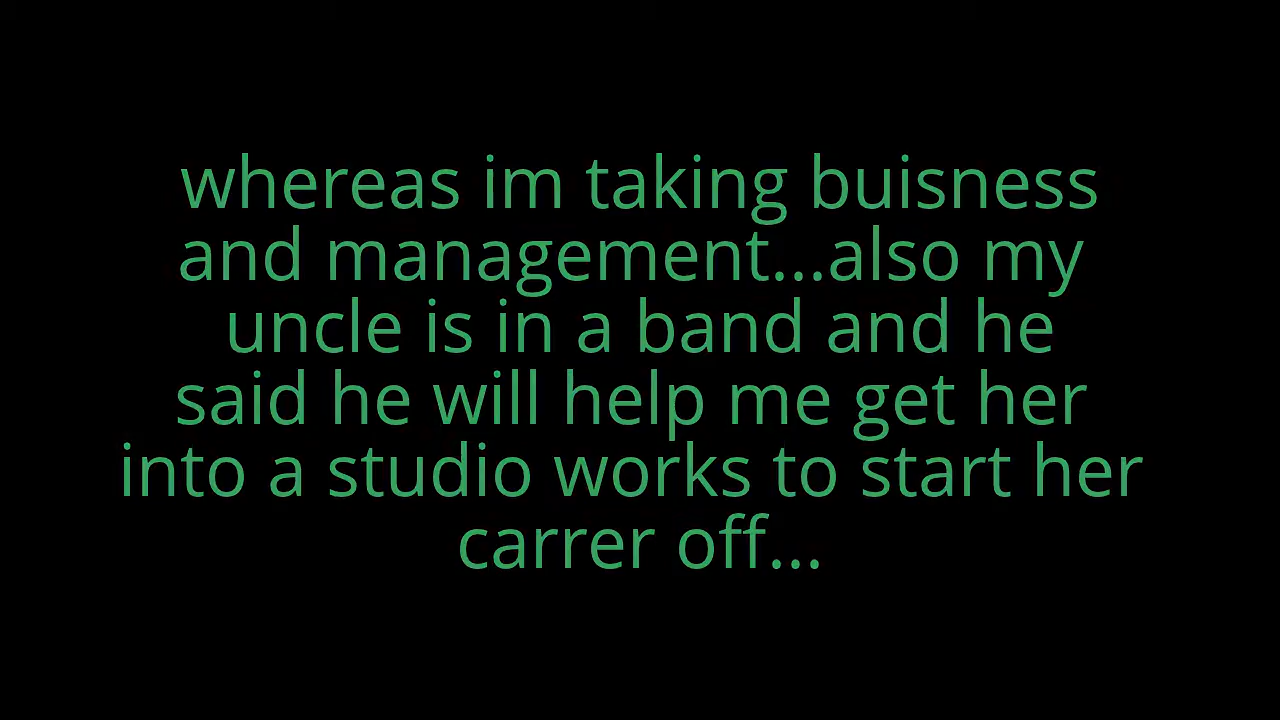 whereas im taking buisness
and management...also my
uncle is in a band and he
said he will help me get her
into a studio works to start her
carrer off...